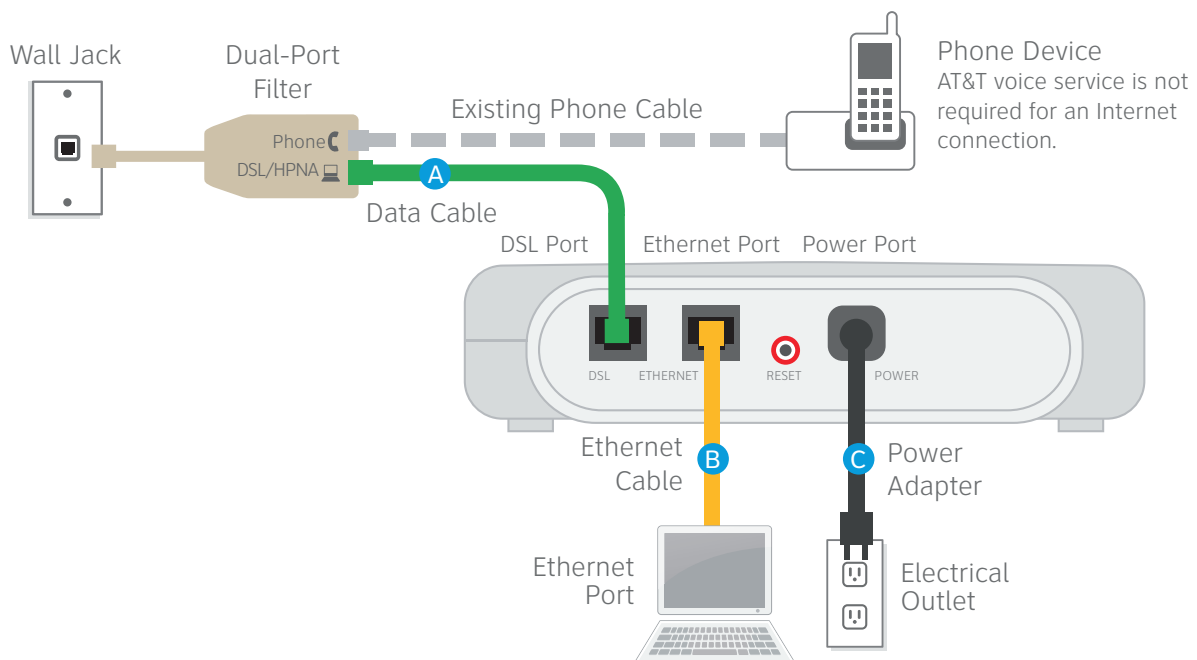 Wall Jack
Dual-Port
Filter
Phone
DSL/HPNA
Existing Phone Cable
Phone Device
AT&T voice service is not
required for an Internet
connection.
A
Data Cable
DSL Port
Ethernet Port
Power Port
DSL
ETHERNET
RESET
POWER
Ethernet
Cable
B
C
Power
Adapter
Ethernet
Port
Electrical
Outlet